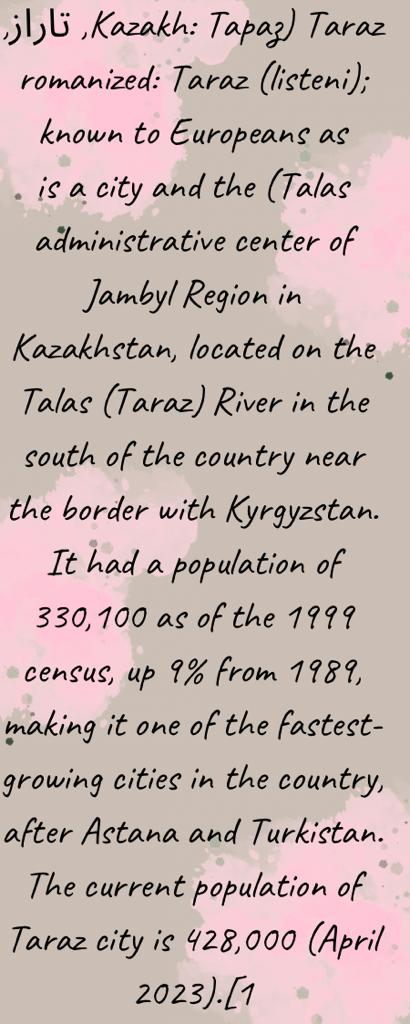 تاراز, ,Kazakh: Тараз) Taraz
romanized: Taraz (listeni);
known to Europeans as
is a city and the (Talas
administrative center of
Jambyl Region in
Kazakhstan, located on the
Talas (Taraz) River in the
south of the country near
the border with Kyrgyzstan.
It had a population of
330,100 as of the 1999
census, up 9% from 1989,
making it one of the fastest-
growing cities in the country,
after Astana and Turkistan.
The current population of
Taraz city is 428,000 (April
2023).[1